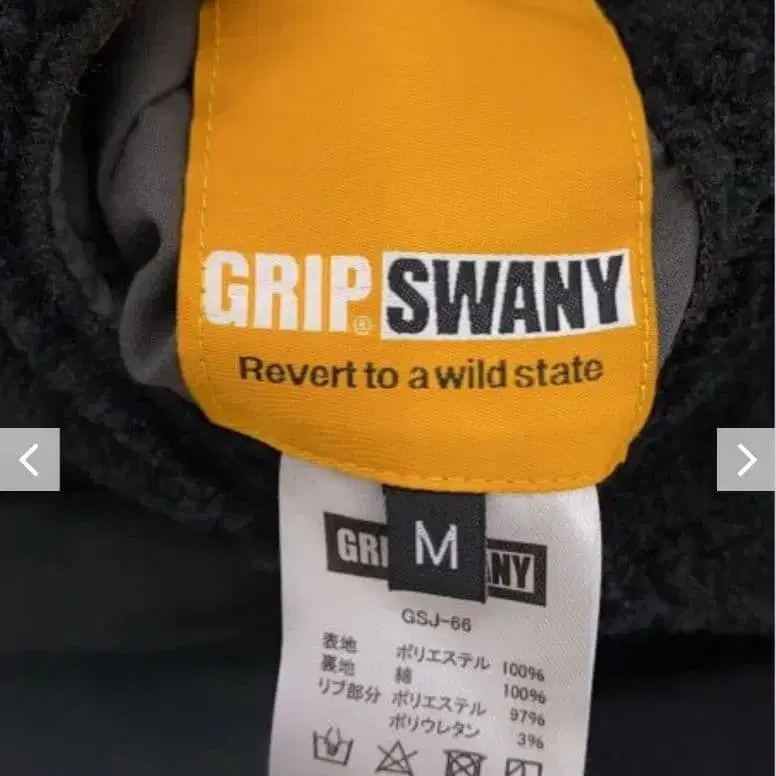 GRIP® SWANY
Revert to a wild state
M
GRI ANY
GSJ-66
表地 ポリエステル 100%
裏地 綿 100%
リブ部分 ポリエステル 97%
ポリウレタン 3%